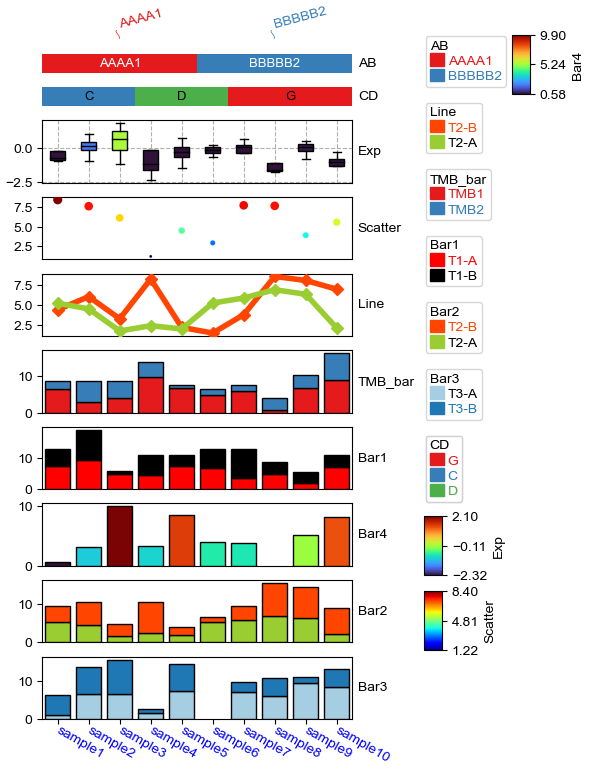 AAAA1
BBBBB2
AAAA1
BBBBB2
AB
C
D
G
CD
0.0
−2.5
Exp
7.5
5.0
2.5
Scatter
7.5
5.0
2.5
Line
10
0
TMB_bar
10
0
Bar1
10
0
Bar4
10
0
Bar2
10
0
Bar3
sample1
sample2
sample3
sample4
sample5
sample6
sample7
sample8
sample9
sample10
AB
AAAA1
BBBBB2
9.90
5.24
0.58
Bar4
Line
T2-B
T2-A
TMB_bar
TMB1
TMB2
Bar1
T1-A
T1-B
Bar2
T2-B
T2-A
Bar3
T3-A
T3-B
CD
G
C
D
2.10
−0.11
−2.32
Exp
8.40
4.81
1.22
Scatter